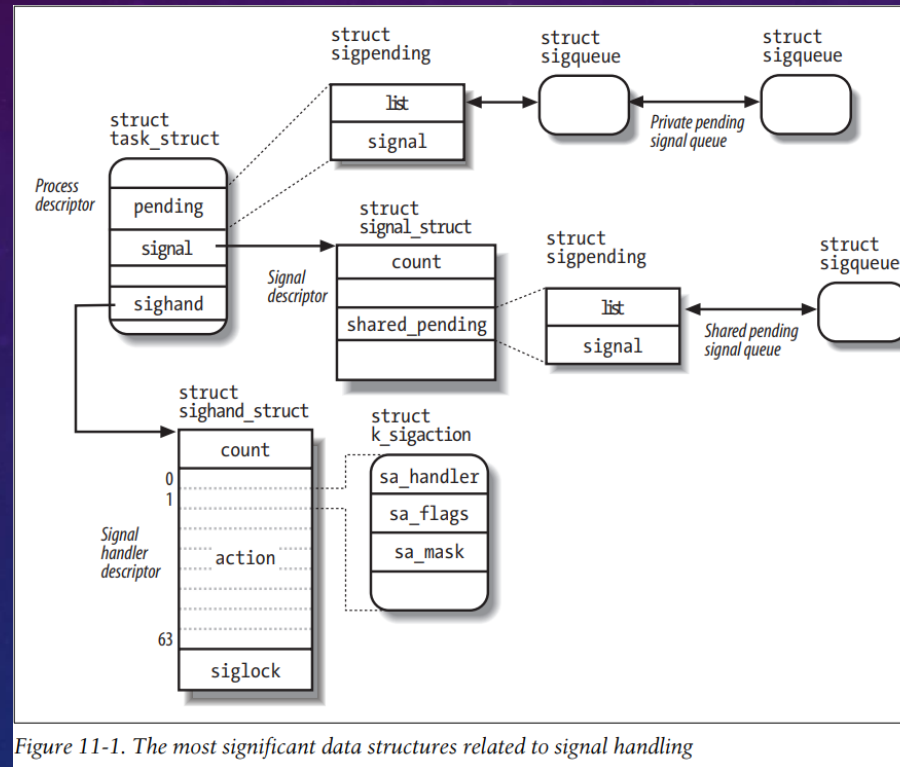 struct
sigpending
struct
sigqueue
struct
sigqueue
list
signal
Private pending
signal queue
struct
task_struct
Process
descriptor
pending
signal
sighand
struct
signal_struct
Signal
descriptor
count
shared_pending
struct
sigpending
list
signal
struct
sigqueue
Shared pending
signal queue
struct
sighand_struct
count
0
1
Signal
handler
descriptor
action
63
siglock
struct
k_sigaction
sa_handler
sa_flags
sa_mask
Figure 11-1. The most significant data structures related to signal handling